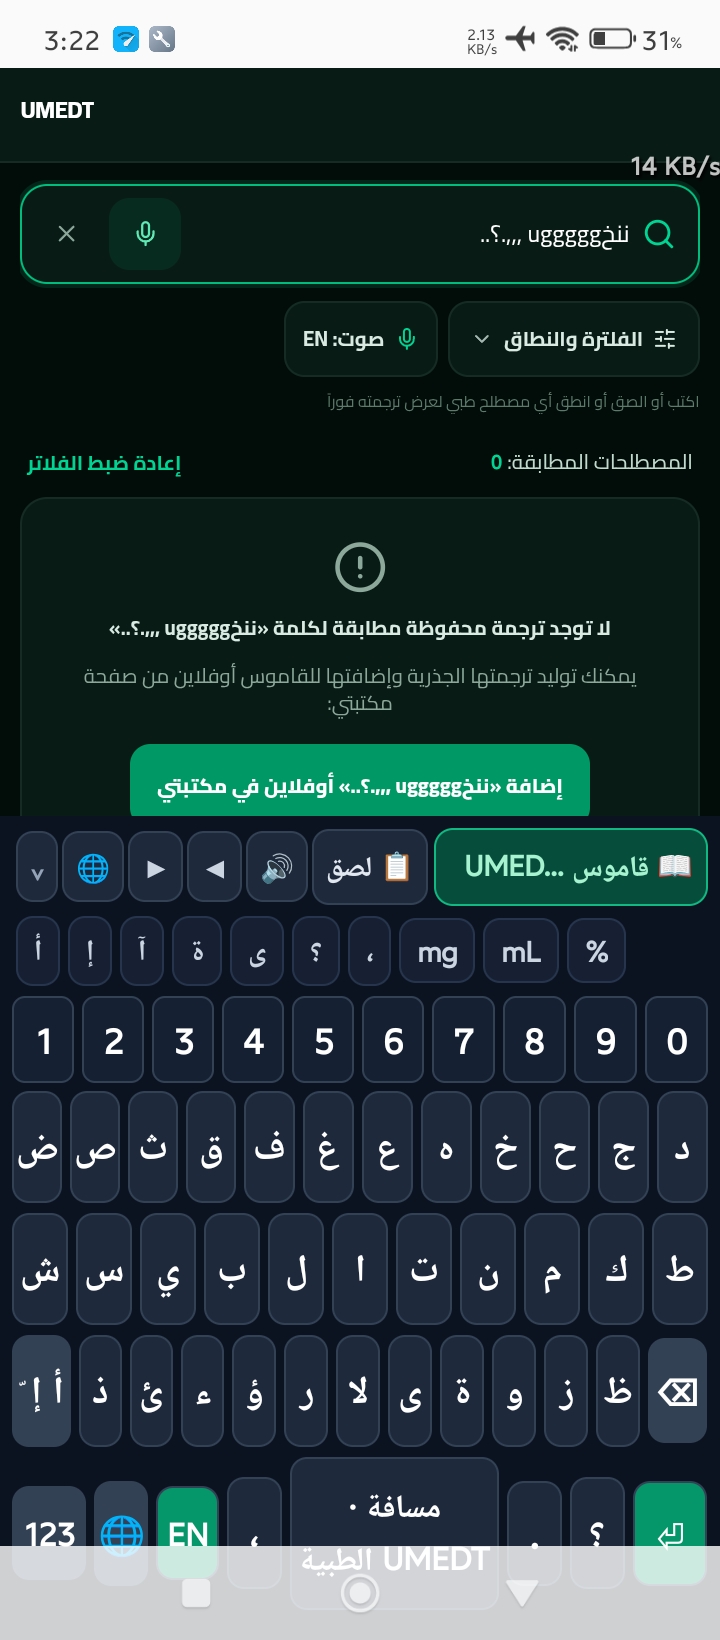 3:22
2.13 KB/s
31%
UMEDT
14 KB/s
ننخuggggg ,,,.؟..
الفلترة والنطاق
صوت: EN
اكتب أو الصق أو انطق أي مصطلح طبي لعرض ترجمته فوراً
المصطلحات المطابقة: 0
إعادة ضبط الفلاتر
لا توجد ترجمة محفوظة مطابقة لكلمة «ننخuggggg ,,,.؟..»
يمكنك توليد ترجمتها الجذرية وإضافتها للقاموس أوفلاين من صفحة
مكتبتي:
إضافة «ننخuggggg ,,,.؟..» أوفلاين في مكتبتي
قاموس UMED...
لصق
أ إ آ ة ى ؟ ، mg mL %
1 2 3 4 5 6 7 8 9 0
ض ص ث ق ف غ ع ه خ ح ج د
ش س ي ب ل ا ت ن م ك ط
أ إ ّ ذ ئ ء ؤ ر لا ى ة و ز ظ
123 EN ، مسافة · . ؟
UMEDT الطبية